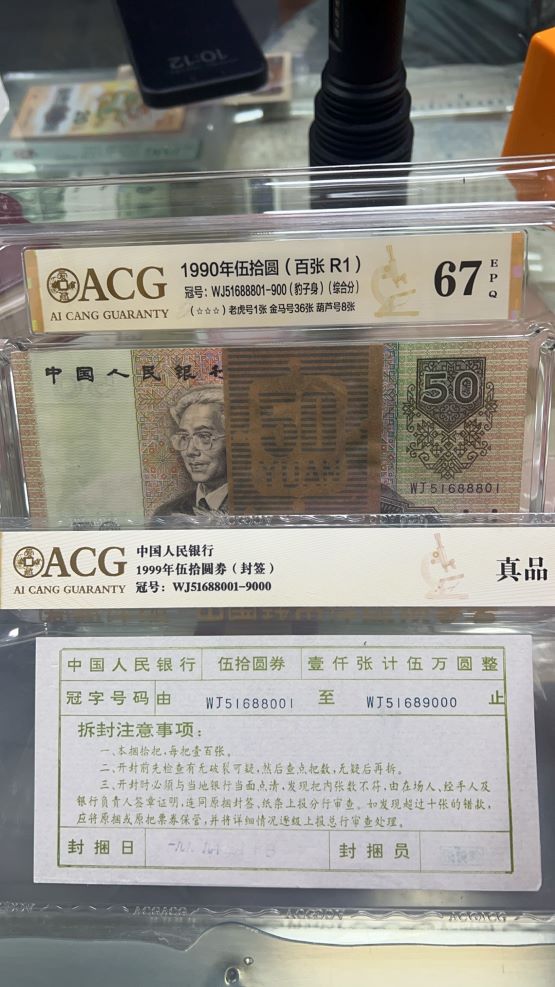 10:12
ACG
AI CANG GUARANTY
1990年伍拾圆（百张 R1）
冠号：WJ51688801-900（豹子身）（综合分）
（☆☆☆）老虎号1张 金马号36张 葫芦号8张
67
EPQ
中国人民银行
50
YUAN
50
WJ51688801
ACG
AI CANG GUARANTY
中国人民银行
1999年伍拾圆券（封签）
冠号：WJ51688001-9000
真品
中国人民银行 伍拾圆券 壹仟张计伍万圆整
冠字号码 由 WJ51688001 至 WJ51689000 止
拆封注意事项：
一、本捆拾把，每把壹百张。
二、开封前先检查有无破裂可疑，然后查点把数，无疑后再拆。
三、开封时必须与当地银行当面点清，发现把内张数不符，由在场人、经手人及
银行负责人签章证明，连同原捆封签、纸条上报分行审查。如发现超过十张的错款，
应将原捆或原把票券保管，并将详细情况逐级上报总行审查处理。
封捆日 封捆员